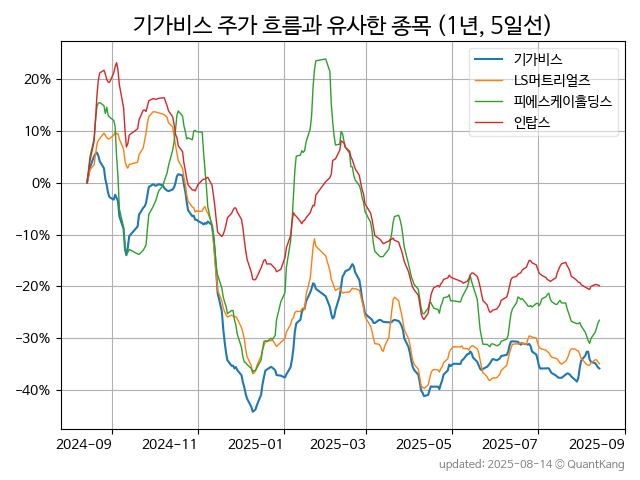 기가비스 주가 흐름과 유사한 종목 (1년, 5일선)
기가비스
LS머트리얼즈
피에스케이홀딩스
인탑스
20%
10%
0%
−10%
−20%
−30%
−40%
2024-09 2024-11 2025-01 2025-03 2025-05 2025-07 2025-09
updated: 2025-08-14 © QuantKang